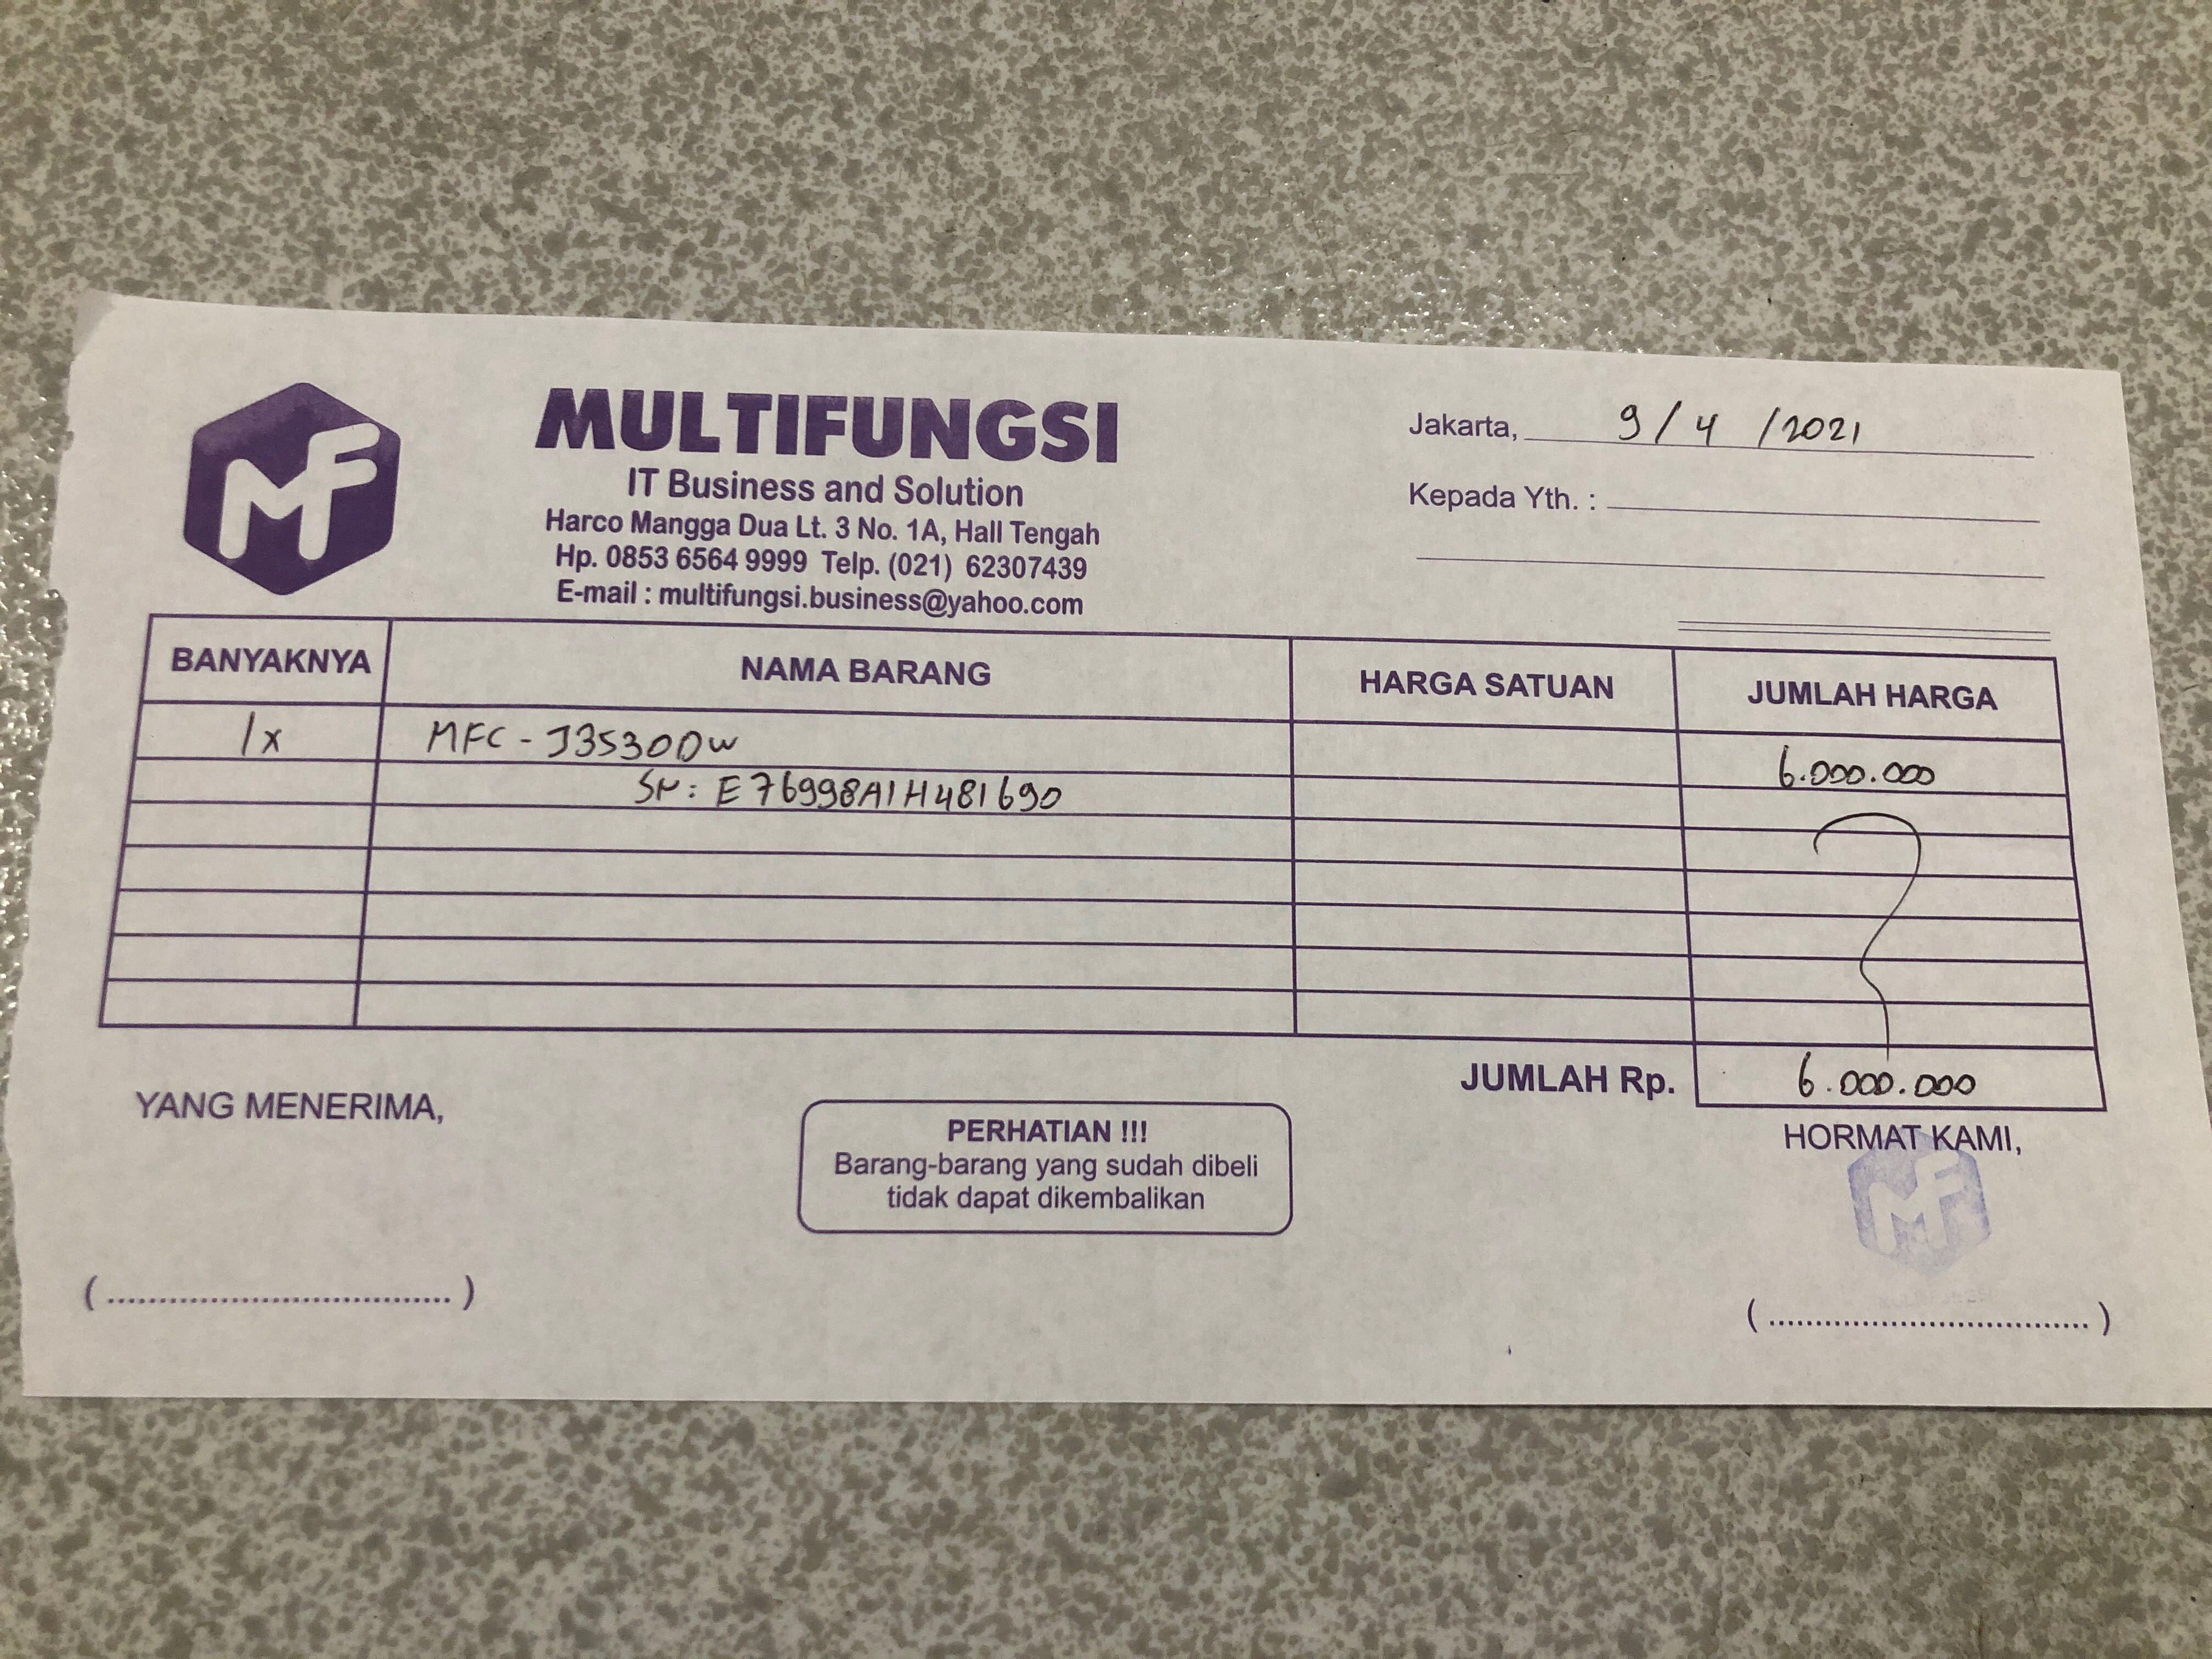 MF
MULTIFUNGSI
IT Business and Solution
Harco Mangga Dua Lt. 3 No. 1A, Hall Tengah
Hp. 0853 6564 9999 Telp. (021) 62307439
E-mail : multifungsi.business@yahoo.com
Jakarta, 9/4/2021
Kepada Yth. :
BANYAKNYA NAMA BARANG HARGA SATUAN JUMLAH HARGA
1x MFC-J3530DW 6.000.000
SN: E76998A1H481690
JUMLAH Rp. 6.000.000
YANG MENERIMA,
PERHATIAN !!!
Barang-barang yang sudah dibeli
tidak dapat dikembalikan
HORMAT KAMI,
MF
(.................................)
(.................................)